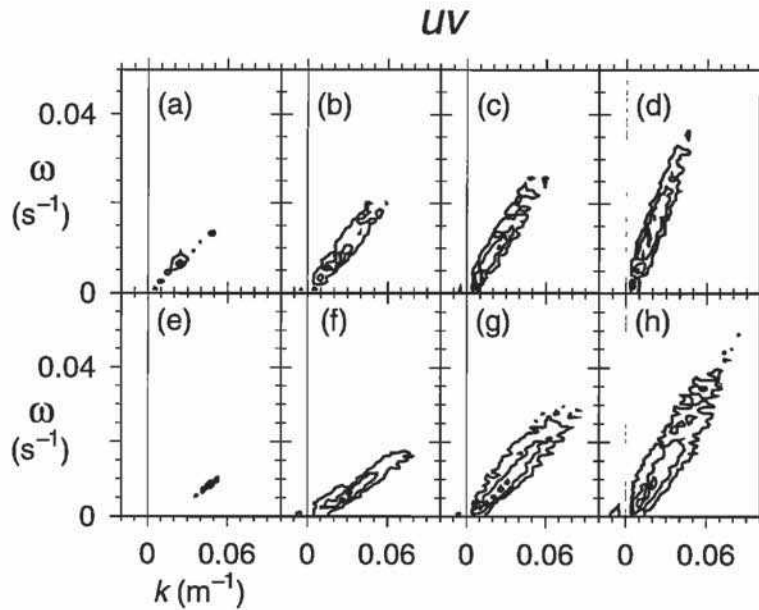 uv
(a) (b) (c) (d)
0.04
ω
(s⁻¹)
0
(e) (f) (g) (h)
0.04
ω
(s⁻¹)
0
0 0.06 0 0.06 0 0.06 0 0.06
k (m⁻¹)